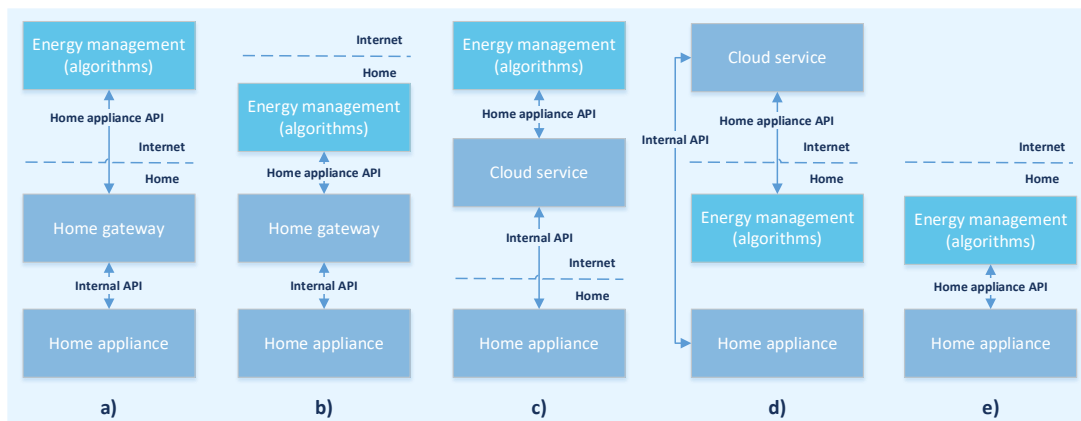 Energy management
(algorithms)
Home appliance API
Internet
Home
Home gateway
Internal API
Home appliance
a)
Internet
Home
Energy management
(algorithms)
Home appliance API
Home gateway
Internal API
Home appliance
b)
Energy management
(algorithms)
Home appliance API
Cloud service
Internal API
Internet
Home
Home appliance
c)
Cloud service
Home appliance API
Internal API
Internet
Home
Energy management
(algorithms)
Home appliance
d)
Internet
Home
Energy management
(algorithms)
Home appliance API
Home appliance
e)